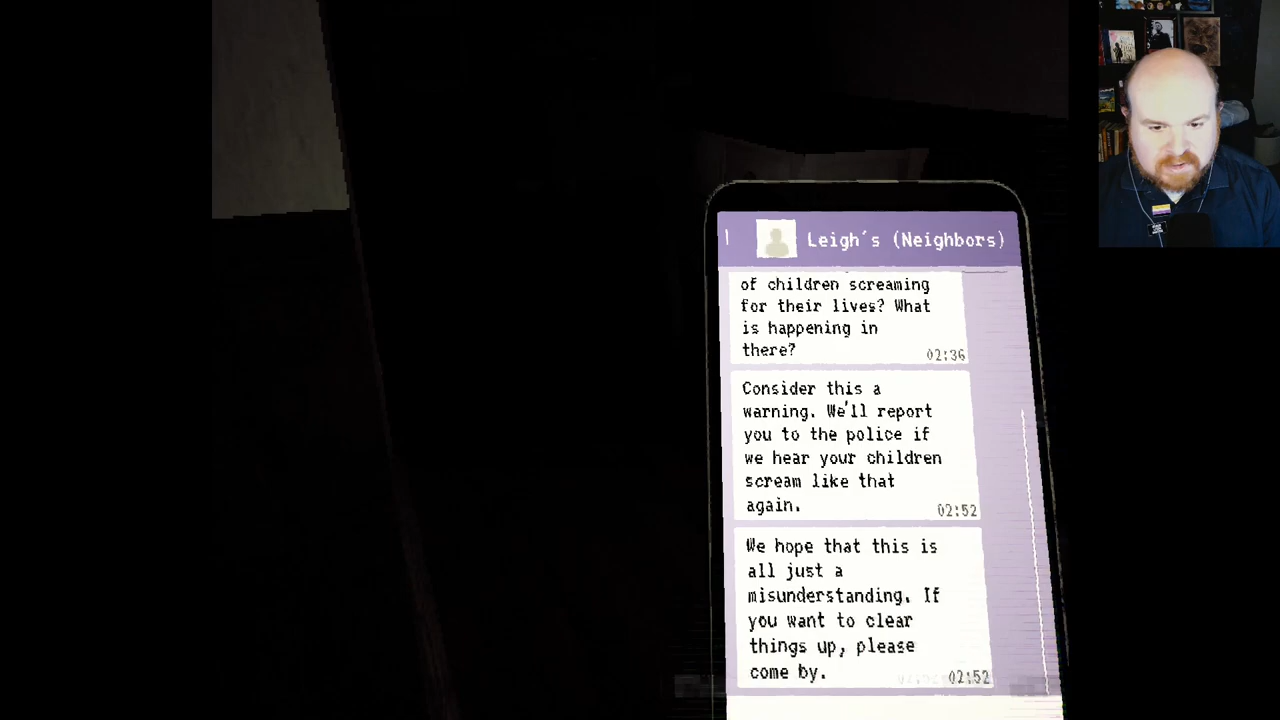 Leigh's (Neighbors)
of children screaming
for their lives? What
is happening in
there?
02:36
Consider this a
warning. We'll report
you to the police if
we hear your children
scream like that
again.
02:52
We hope that this is
all just a
misunderstanding. If
you want to clear
things up, please
come by.
02:52